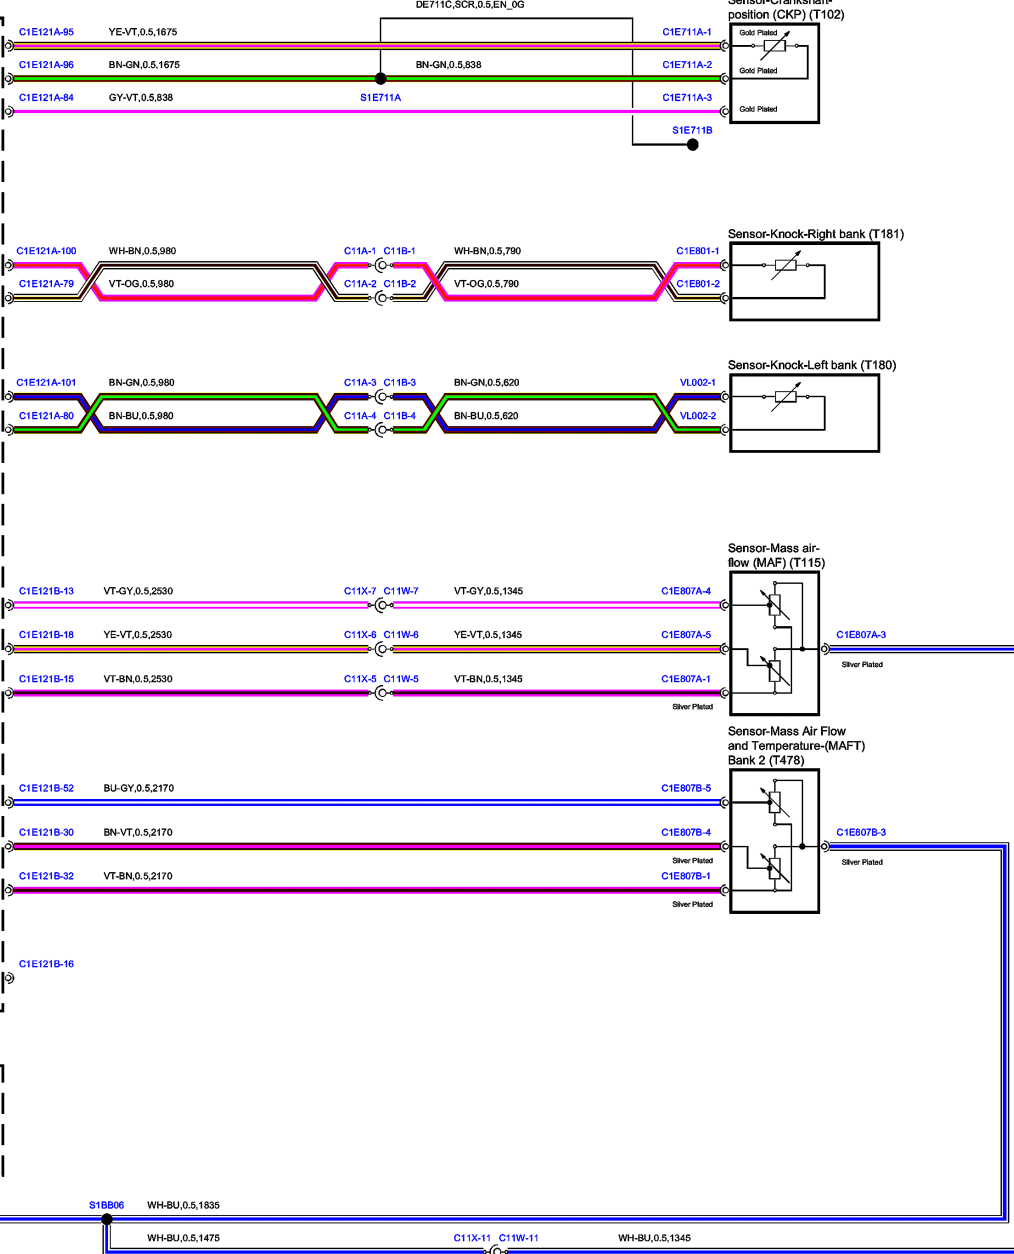 DE711C,SCR,0.5,EN_0G
Sensor-Crankshaft-
position (CKP) (T102)
C1E121A-95 YE-VT,0.5,1675 C1E711A-1 Gold Plated
C1E121A-96 BN-GN,0.5,1675 BN-GN,0.5,838 C1E711A-2 Gold Plated
C1E121A-84 GY-VT,0.5,838 S1E711A C1E711A-3 Gold Plated
S1E711B
Sensor-Knock-Right bank (T181)
C1E121A-100 WH-BN,0.5,980 C11A-1 C11B-1 WH-BN,0.5,790 C1E801-1
C1E121A-79 VT-OG,0.5,980 C11A-2 C11B-2 VT-OG,0.5,790 C1E801-2
Sensor-Knock-Left bank (T180)
C1E121A-101 BN-GN,0.5,980 C11A-3 C11B-3 BN-GN,0.5,620 VL002-1
C1E121A-80 BN-BU,0.5,980 C11A-4 C11B-4 BN-BU,0.5,620 VL002-2
Sensor-Mass air-
flow (MAF) (T115)
C1E121B-13 VT-GY,0.5,2530 C11X-7 C11W-7 VT-GY,0.5,1345 C1E807A-4
C1E121B-18 YE-VT,0.5,2530 C11X-6 C11W-6 YE-VT,0.5,1345 C1E807A-5 C1E807A-3
Silver Plated
C1E121B-15 VT-BN,0.5,2530 C11X-5 C11W-5 VT-BN,0.5,1345 C1E807A-1
Silver Plated
Sensor-Mass Air Flow
and Temperature-(MAFT)
Bank 2 (T478)
C1E121B-52 BU-GY,0.5,2170 C1E807B-5
C1E121B-30 BN-VT,0.5,2170 C1E807B-4 C1E807B-3
Silver Plated Silver Plated
C1E121B-32 VT-BN,0.5,2170 C1E807B-1
Silver Plated
C1E121B-16
S1BB06 WH-BU,0.5,1835
WH-BU,0.5,1475 C11X-11 C11W-11 WH-BU,0.5,1345